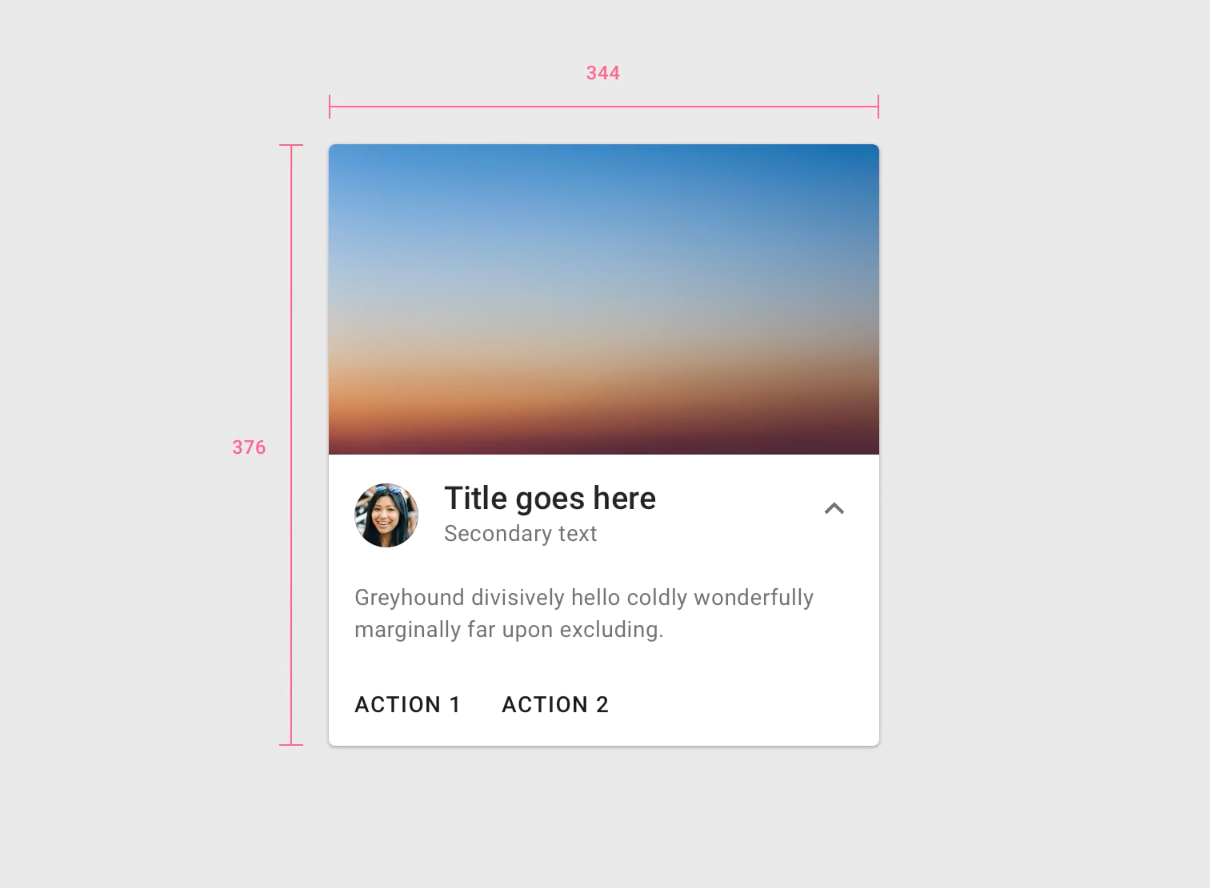 344
376
Title goes here
Secondary text
Greyhound divisively hello coldly wonderfully
marginally far upon excluding.
ACTION 1 ACTION 2